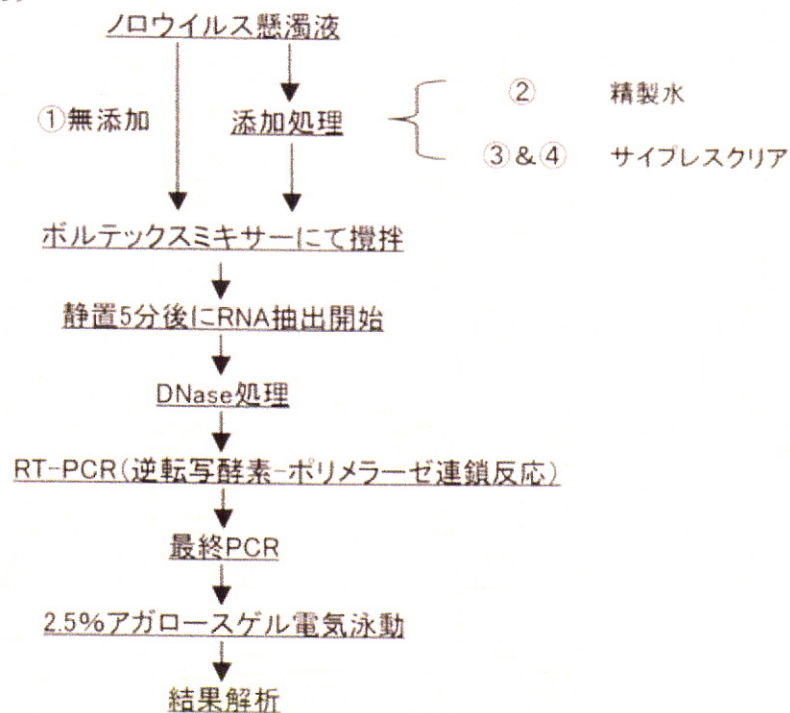 ノロウイルス懸濁液
①無添加
添加処理
② 精製水
③&④ サイプレスクリア
ボルテックスミキサーにて攪拌
静置5分後にRNA抽出開始
DNase処理
RT-PCR(逆転写酵素-ポリメラーゼ連鎖反応)
最終PCR
2.5%アガロースゲル電気泳動
結果解析